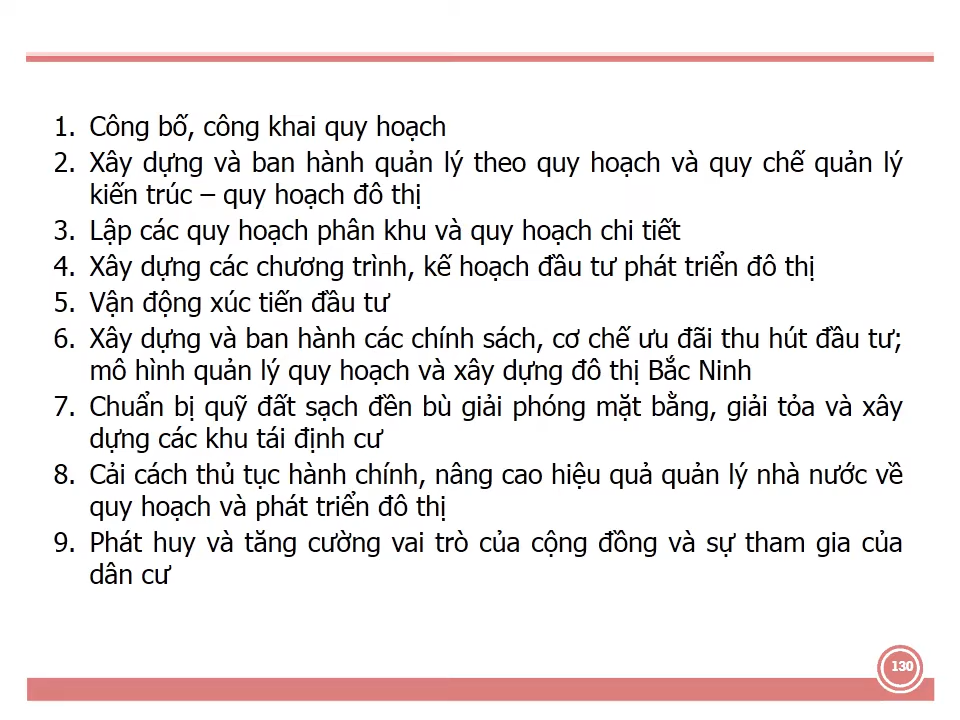 1. Công bố, công khai quy hoạch
2. Xây dựng và ban hành quản lý theo quy hoạch và quy chế quản lý
kiến trúc – quy hoạch đô thị
3. Lập các quy hoạch phân khu và quy hoạch chi tiết
4. Xây dựng các chương trình, kế hoạch đầu tư phát triển đô thị
5. Vận động xúc tiến đầu tư
6. Xây dựng và ban hành các chính sách, cơ chế ưu đãi thu hút đầu tư;
mô hình quản lý quy hoạch và xây dựng đô thị Bắc Ninh
7. Chuẩn bị quỹ đất sạch đền bù giải phóng mặt bằng, giải tỏa và xây
dựng các khu tái định cư
8. Cải cách thủ tục hành chính, nâng cao hiệu quả quản lý nhà nước về
quy hoạch và phát triển đô thị
9. Phát huy và tăng cường vai trò của cộng đồng và sự tham gia của
dân cư
130